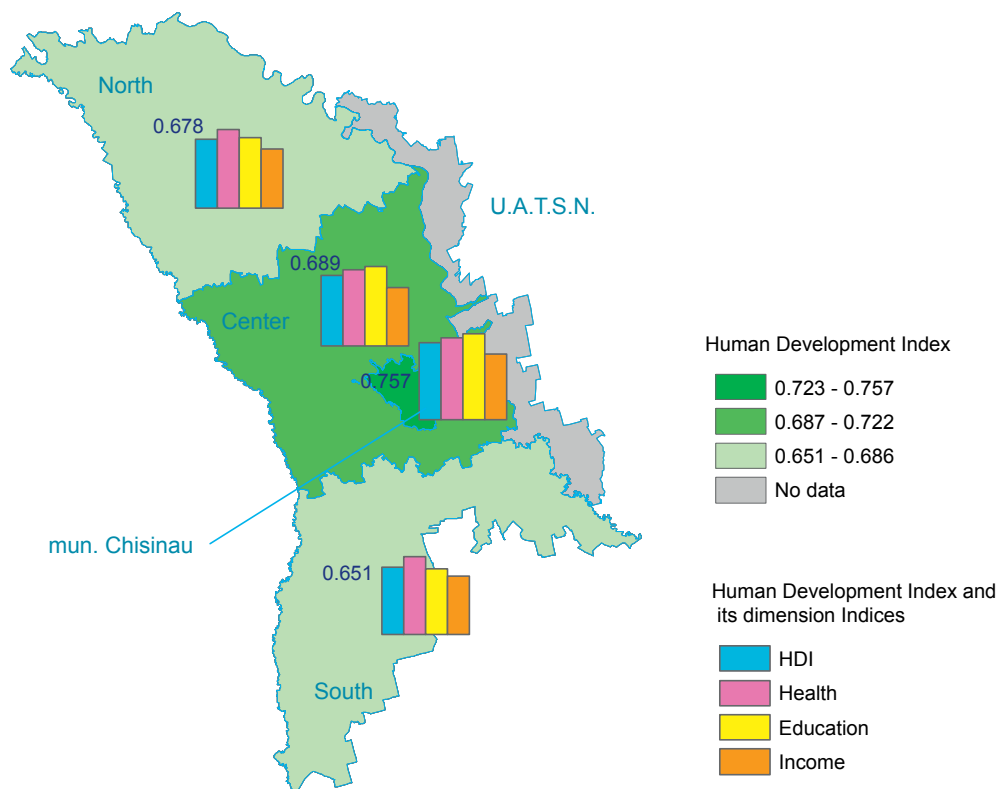 North
0.678
U.A.T.S.N.
0.689
Center
0.757
mun. Chisinau
0.651
South
Human Development Index
0.723 - 0.757
0.687 - 0.722
0.651 - 0.686
No data
Human Development Index and
its dimension Indices
HDI
Health
Education
Income